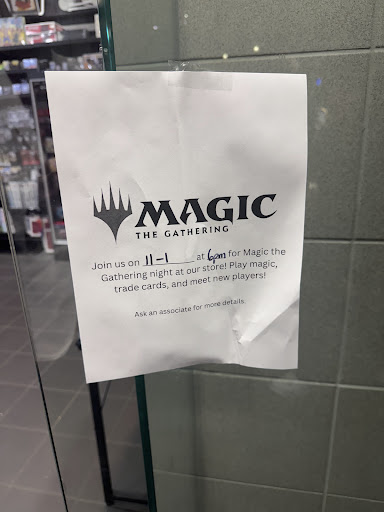 MAGIC
THE GATHERING
Join us on 11-1 at 6pm for Magic the
Gathering night at our store! Play magic,
trade cards, and meet new players!
Ask an associate for more details.